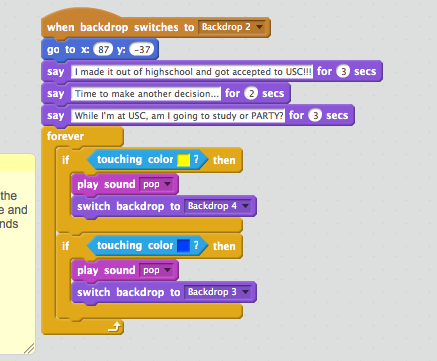 when backdrop switches to Backdrop 2
go to x: 87 y: -37
say I made it out of highschool and got accepted to USC!!! for 3 secs
say Time to make another decision... for 2 secs
say While I'm at USC, am I going to study or PARTY? for 3 secs
forever
if touching color ? then
play sound pop
the
switch backdrop to Backdrop 4
e and
nds
if touching color ? then
play sound pop
switch backdrop to Backdrop 3